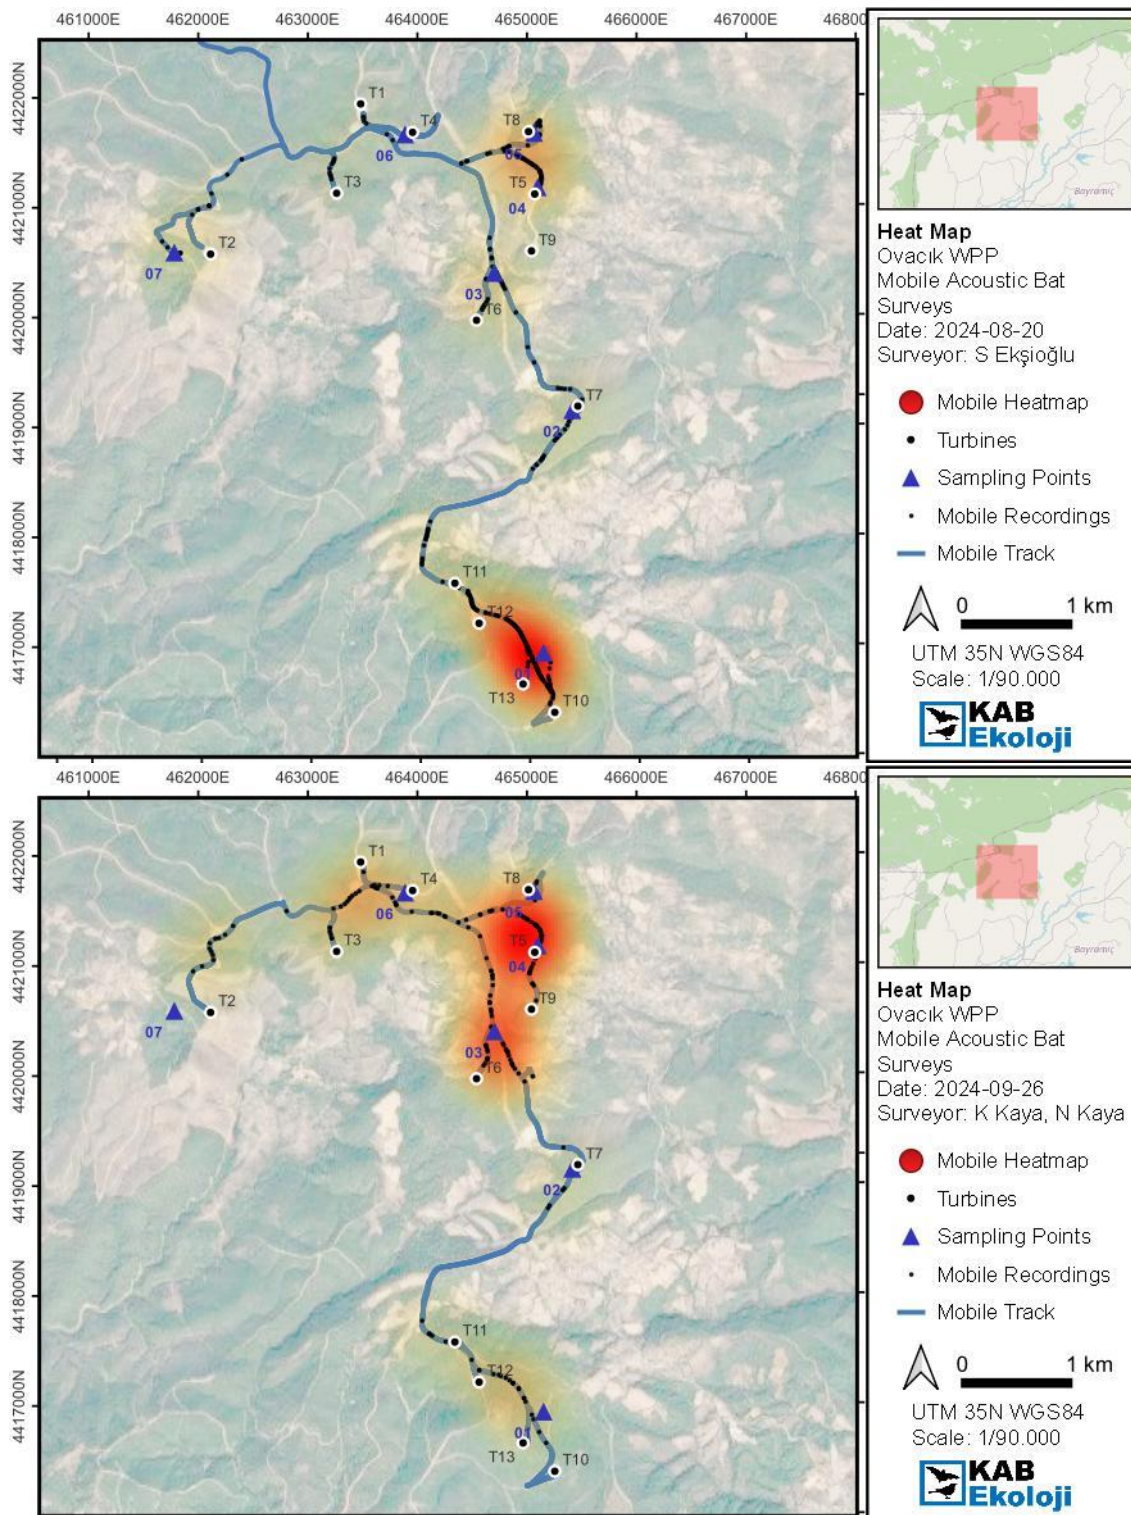 461000E 462000E 463000E 464000E 465000E 466000E 467000E 46800
4422000N
4421000N
4420000N
4419000N
4418000N
4417000N
T1
T4
T8
06
05
T3
T5
04
T2
T9
07
03
T6
T7
02
T11
T12
01
T13
T10
Bayramiç
Heat Map
Ovacık WPP
Mobile Acoustic Bat
Surveys
Date: 2024-08-20
Surveyor: S Ekşioğlu
Mobile Heatmap
Turbines
Sampling Points
Mobile Recordings
Mobile Track
0 1 km
UTM 35N WGS84
Scale: 1/90.000
KAB
Ekoloji
461000E 462000E 463000E 464000E 465000E 466000E 467000E 46800
4422000N
4421000N
4420000N
4419000N
4418000N
4417000N
T1
T4
T8
06
05
T3
T5
04
T2
T9
07
03
T6
T7
02
T11
T12
01
T13
T10
Bayramiç
Heat Map
Ovacık WPP
Mobile Acoustic Bat
Surveys
Date: 2024-09-26
Surveyor: K Kaya, N Kaya
Mobile Heatmap
Turbines
Sampling Points
Mobile Recordings
Mobile Track
0 1 km
UTM 35N WGS84
Scale: 1/90.000
KAB
Ekoloji